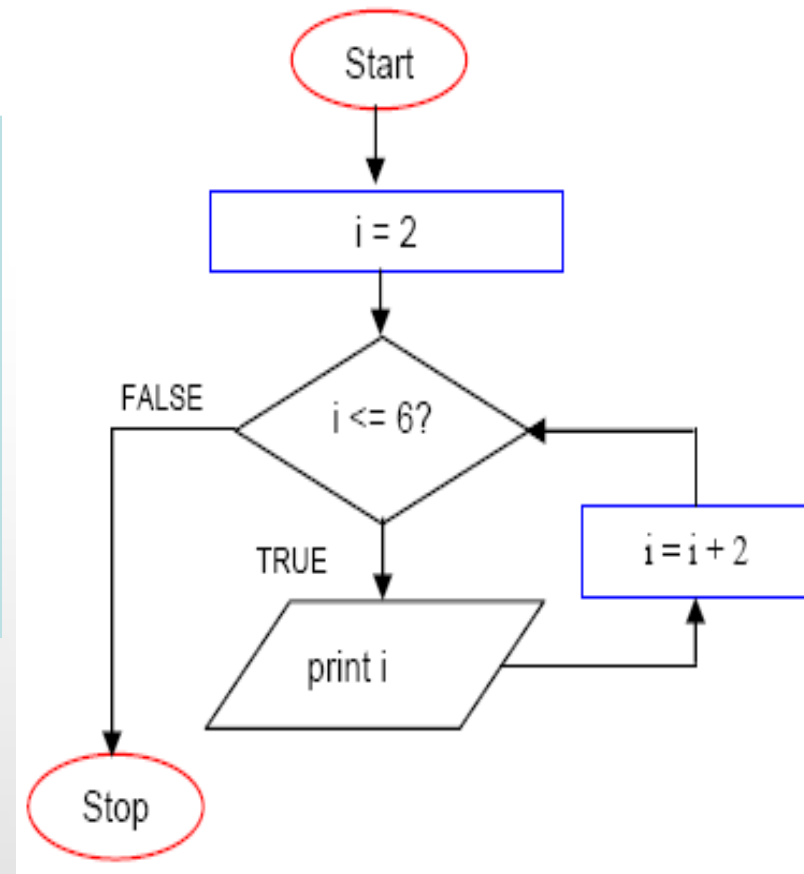 Start
i = 2
FALSE
i <= 6?
TRUE
i = i + 2
print i
Stop